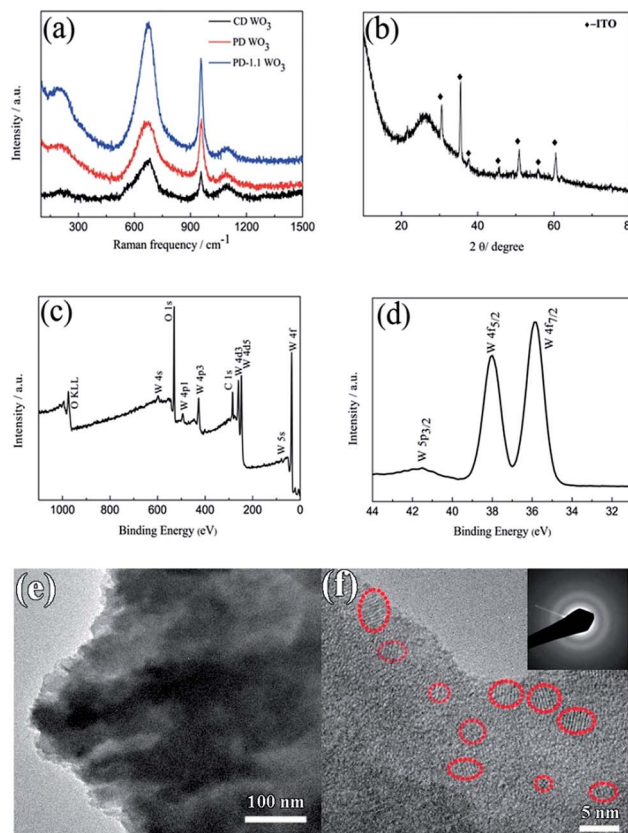 (a)
CD WO3
PD WO3
PD-1.1 WO3
Intensity / a.u.
300 600 900 1200 1500
Raman frequency / cm-1
(b)
♦-ITO
Intensity / a.u.
20 40 60 80
2 θ/ degree
(c)
O KLL
W 4s
O 1s
W 4p1
W 4p3
C 1s
W 4d3
W 4d5
W 5s
W 4f
Intensity / a.u.
1000 800 600 400 200 0
Binding Energy (eV)
(d)
W 5p3/2
W 4f5/2
W 4f7/2
Intensity / a.u.
44 42 40 38 36 34 32
Binding Energy (eV)
(e)
100 nm
(f)
5 nm